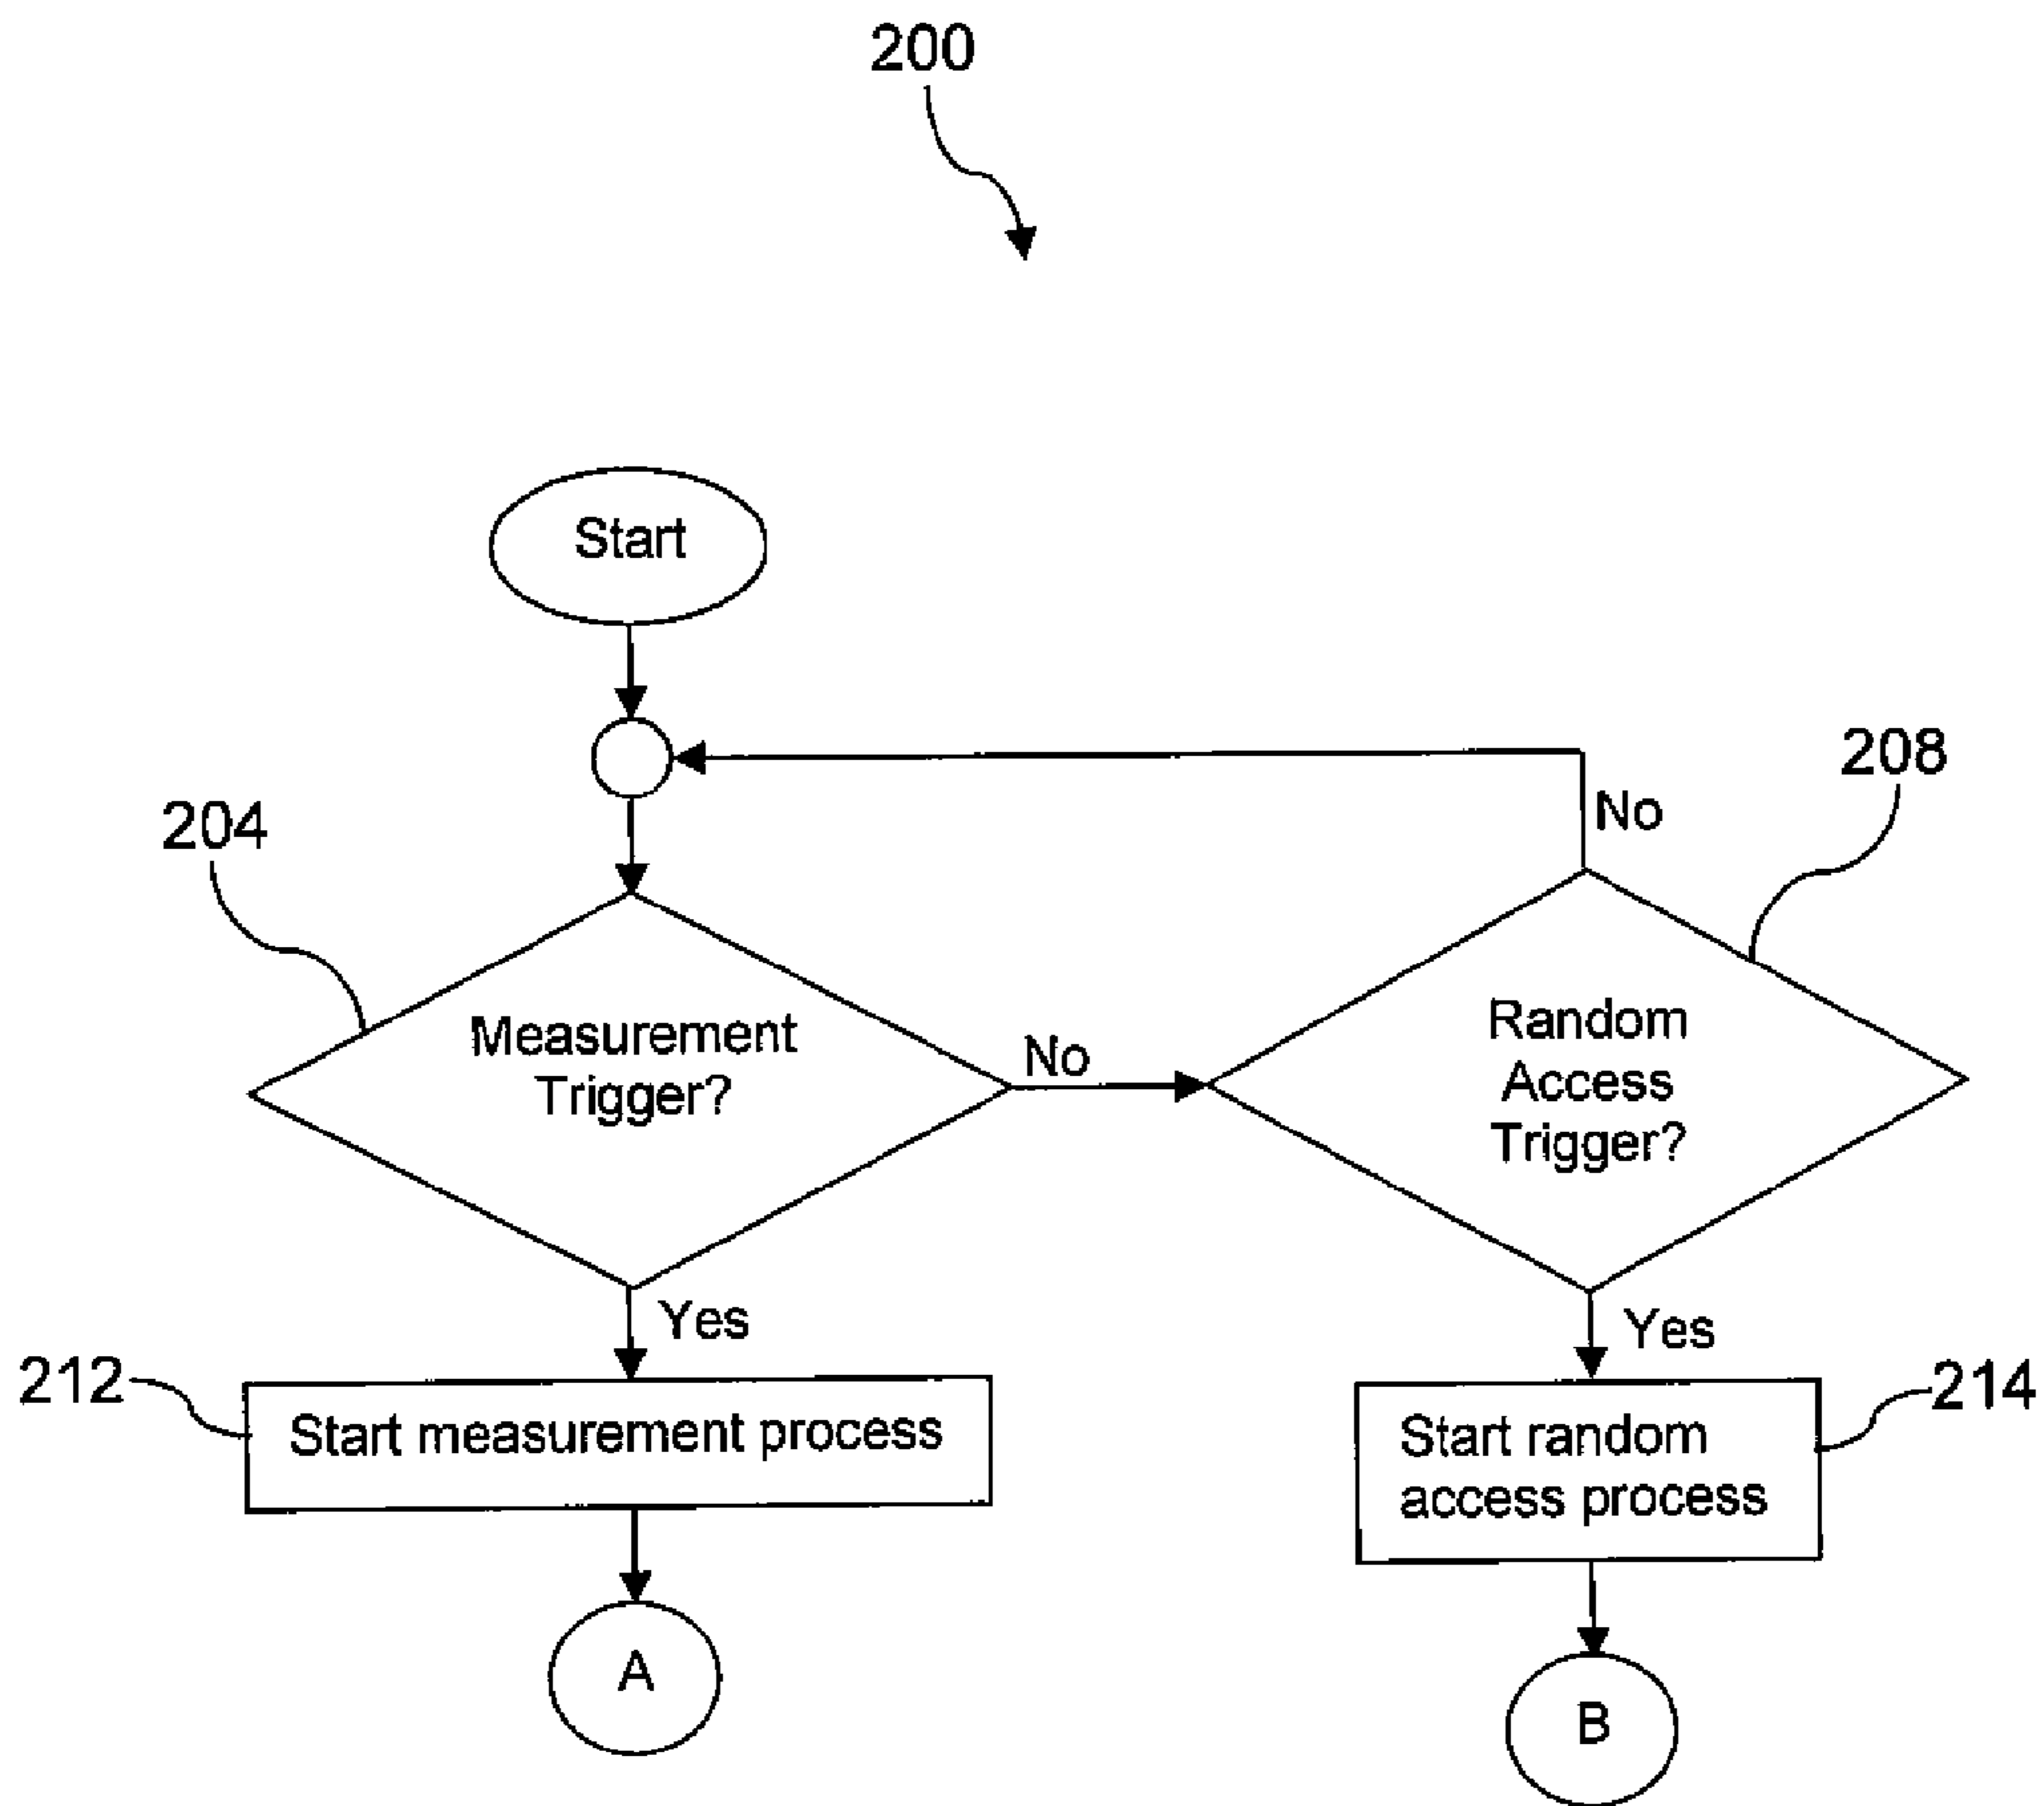 200
Start
208
No
204
Measurement
Trigger?
No
Random
Access
Trigger?
Yes
Yes
212
Start measurement process
214
Start random
access process
A
B